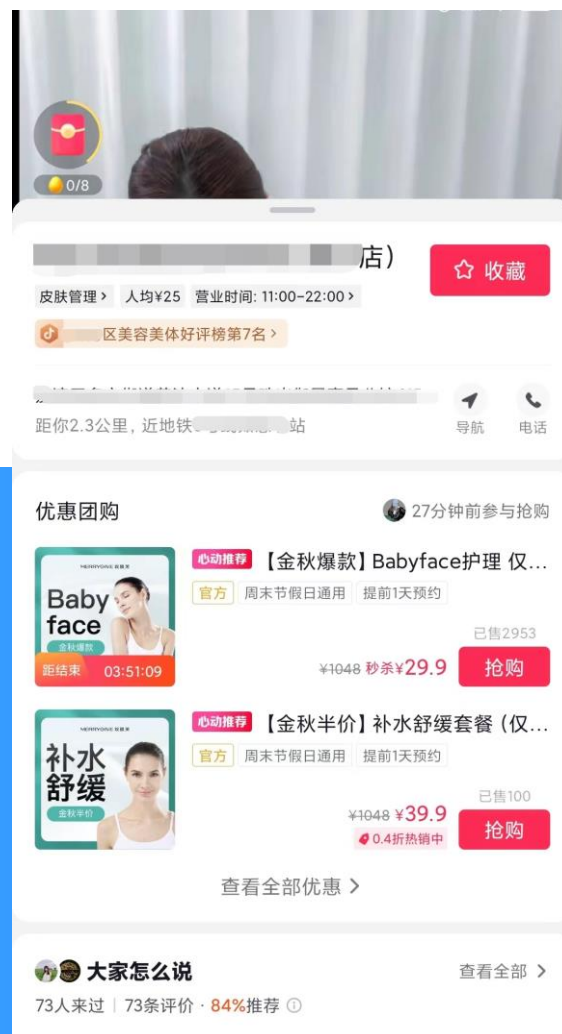 0/8
店）
收藏
皮肤管理 人均¥25 营业时间: 11:00-22:00
区美容美体好评榜第7名
导航
电话
距你2.3公里，近地铁 站
优惠团购
27分钟前参与抢购
心动推荐 【金秋爆款】Babyface护理 仅...
官方 周末节假日通用 提前1天预约
Baby
face
金秋爆款
距结束 03:51:09
已售2953
¥1048 秒杀¥29.9 抢购
心动推荐 【金秋半价】补水舒缓套餐（仅...
官方 周末节假日通用 提前1天预约
补水
舒缓
金秋半价
已售100
¥1048 ¥39.9 抢购
0.4折热销中
查看全部优惠
大家怎么说
查看全部
73人来过 73条评价 · 84%推荐